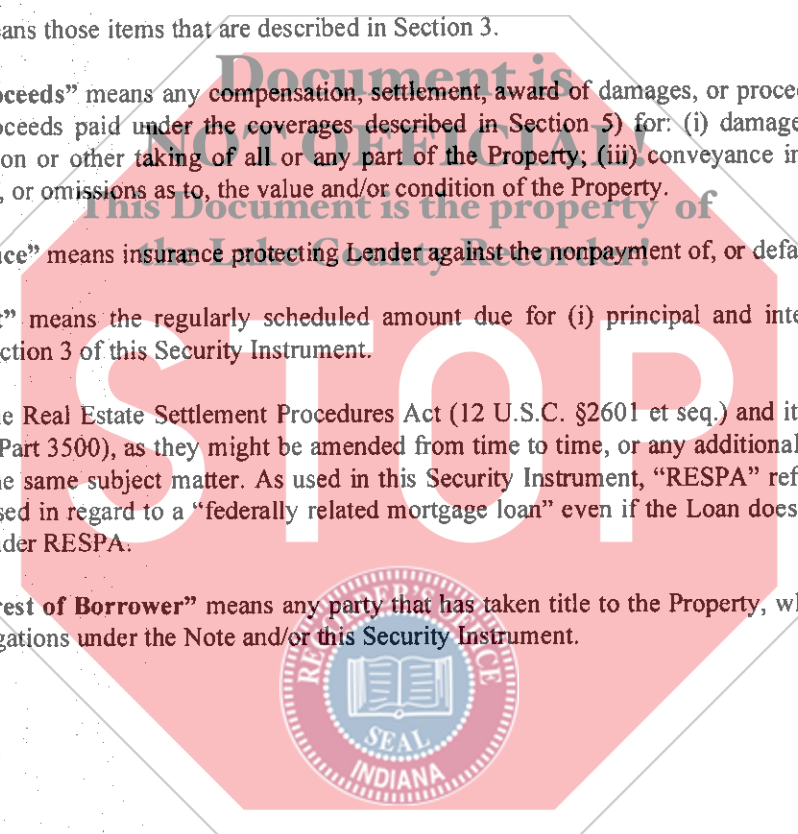 ans those items that are described in Section 3.
Document is
oceeds” means any compensation, settlement, award of damages, or procee
oceeds paid under the coverages described in Section 5) for: (i) damage
NOT OFFICIAL!
on or other taking of all or any part of the Property; (iii) conveyance in
, or omissions as to, the value and/or condition of the Property.
This Document is the property of
the Lake County Recorder!
ce” means insurance protecting Lender against the nonpayment of, or defa
” means the regularly scheduled amount due for (i) principal and inte
ction 3 of this Security Instrument.
STOP
e Real Estate Settlement Procedures Act (12 U.S.C. §2601 et seq.) and it
Part 3500), as they might be amended from time to time, or any additional
ne same subject matter. As used in this Security Instrument, “RESPA” ref
sed in regard to a “federally related mortgage loan” even if the Loan does
der RESPA.
rest of Borrower” means any party that has taken title to the Property, wh
gations under the Note and/or this Security Instrument.
RECORDER'S OFFICE
SEAL
INDIANA